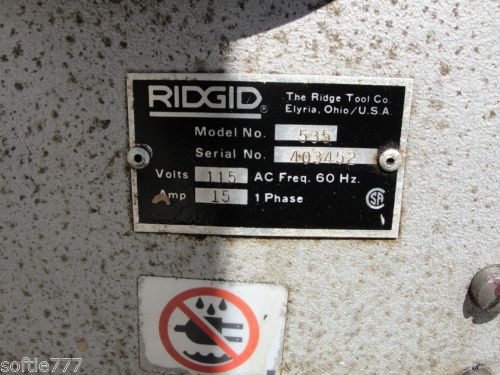 RIDGID®
The Ridge Tool Co.
Elyria, Ohio/U.S.A.
Model No. 535
Serial No. 403452
Volts 115 AC Freq. 60 Hz.
Amp 15 1 Phase
SA
softie777